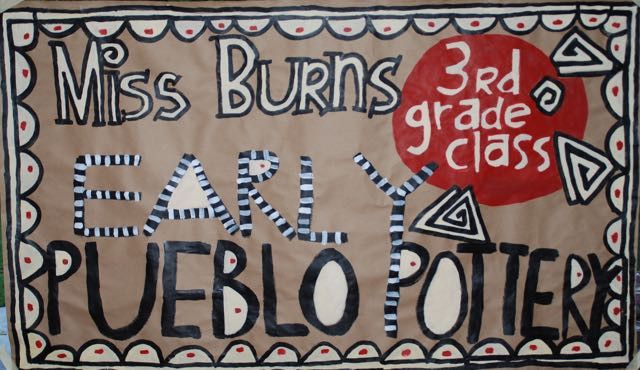 Miss Burns
3rd
grade
class
EARLY
PUEBLO POTTERY